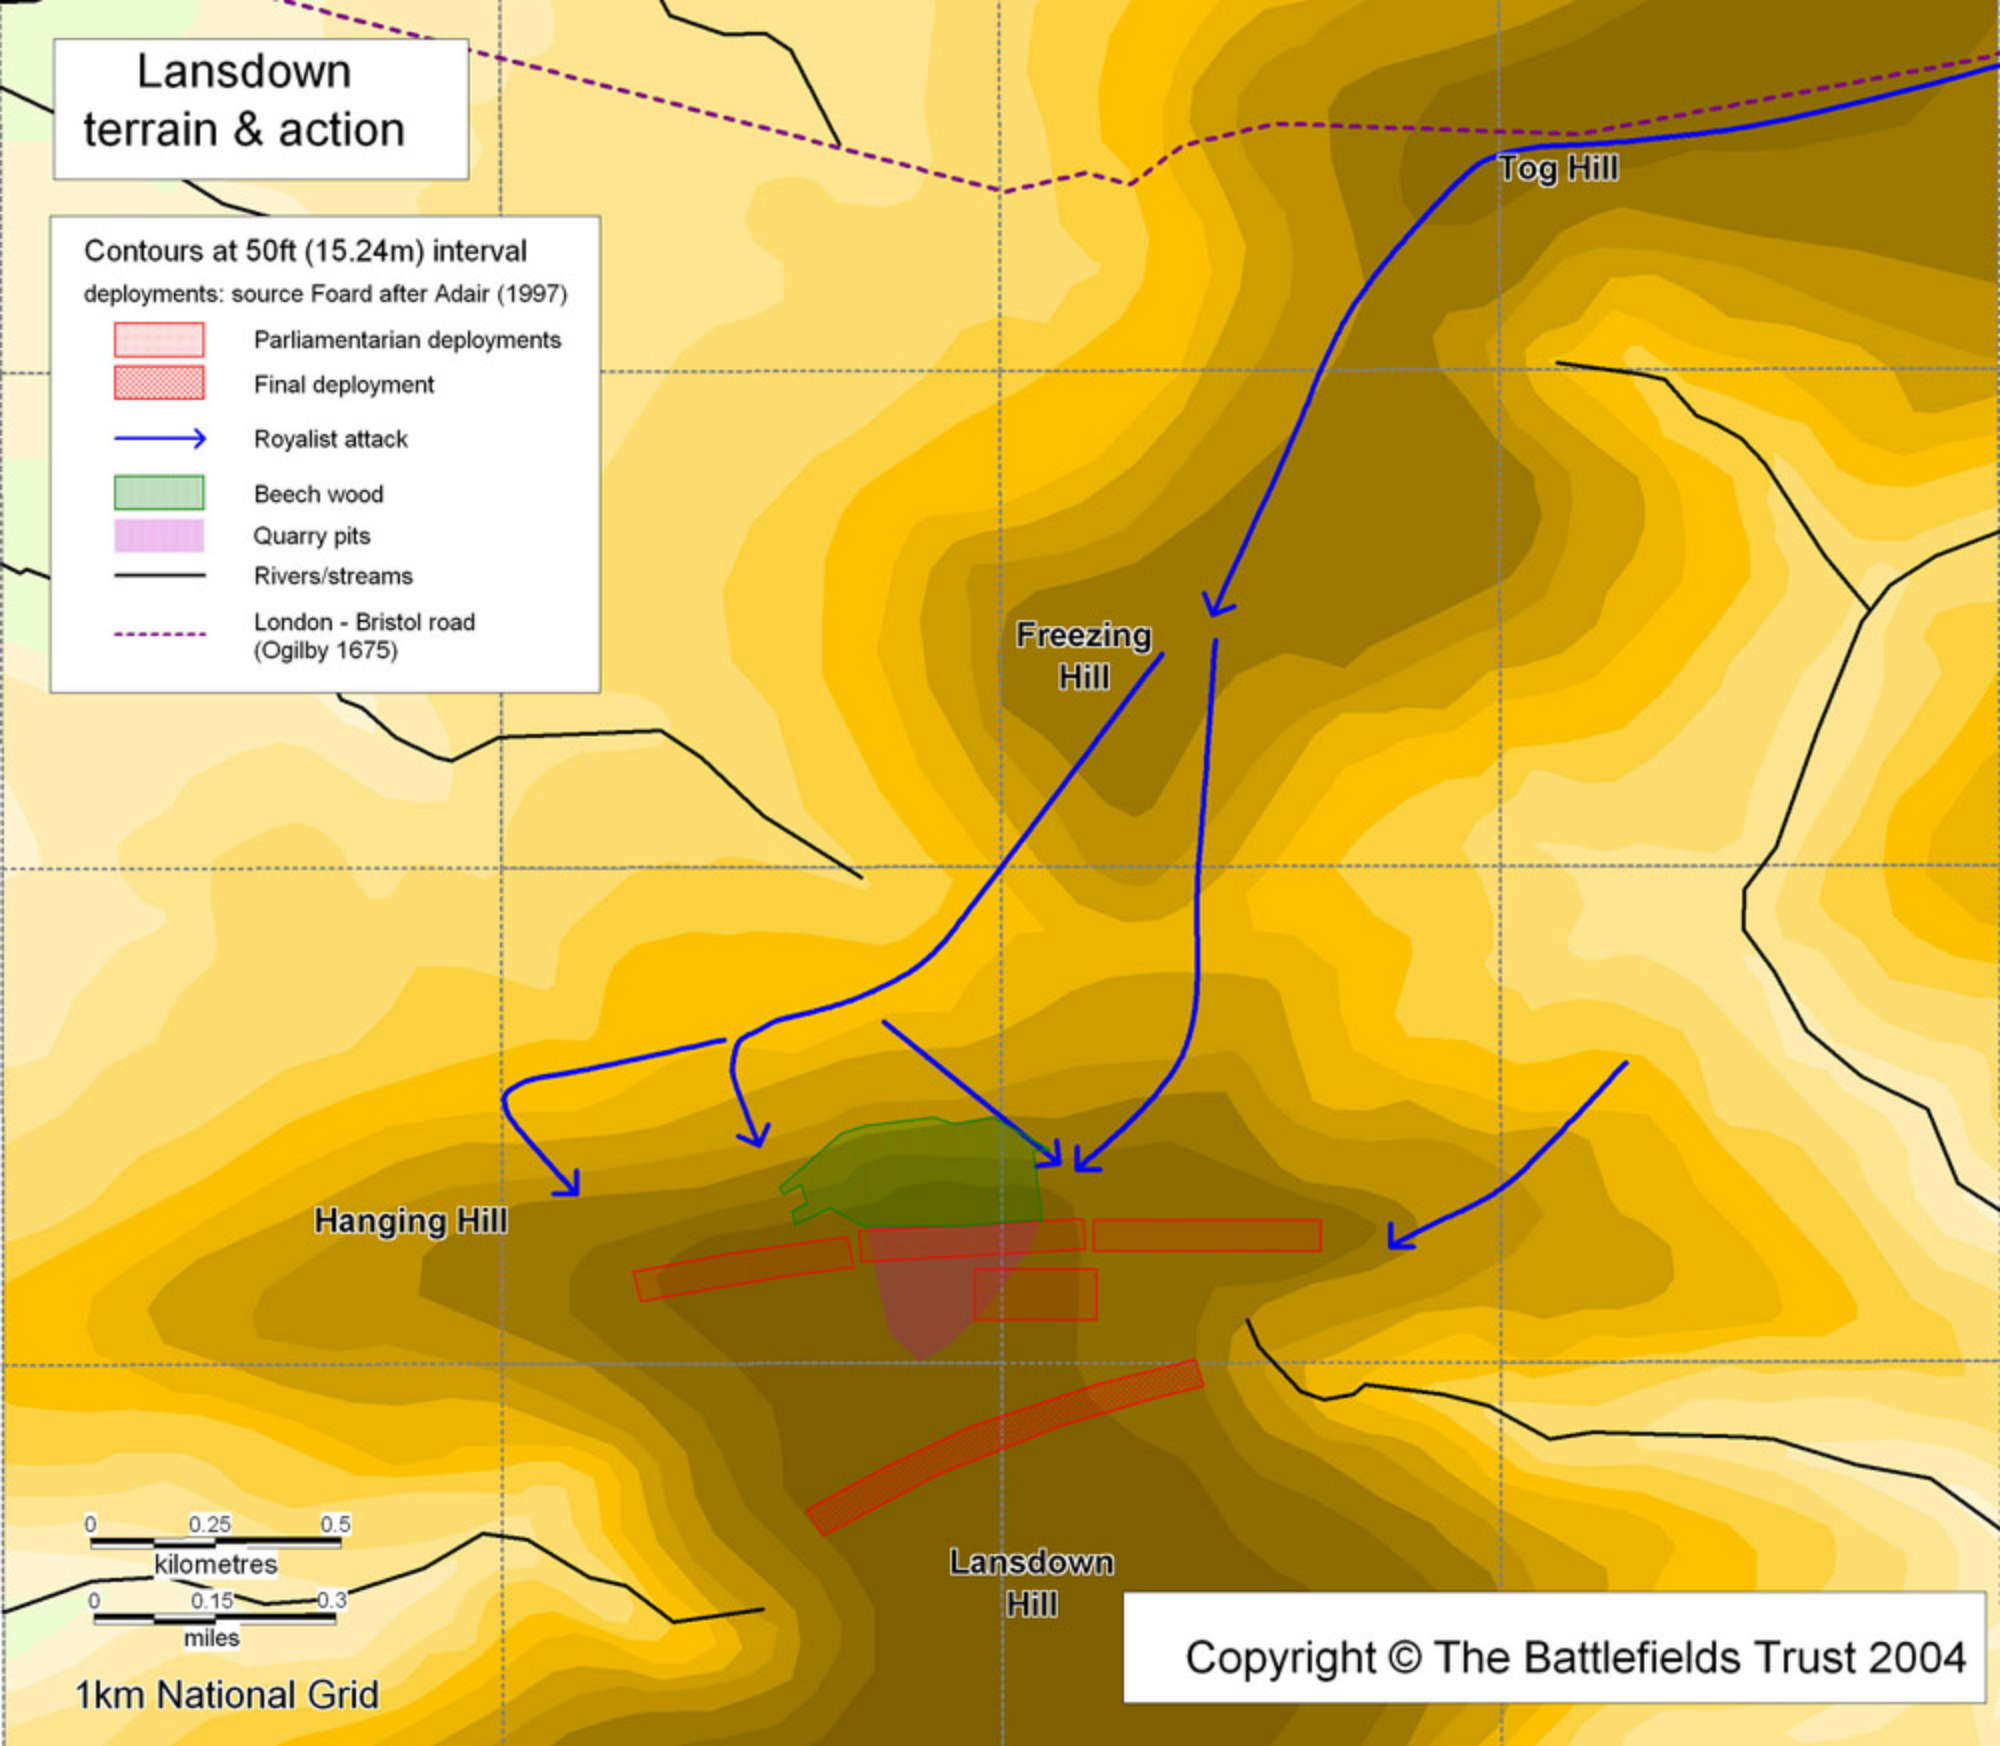 Lansdown
terrain & action
Contours at 50ft (15.24m) interval
deployments: source Foard after Adair (1997)
Parliamentarian deployments
Final deployment
Royalist attack
Beech wood
Quarry pits
Rivers/streams
London - Bristol road
(Ogilby 1675)
Tog Hill
Freezing
Hill
Hanging Hill
Lansdown
Hill
0 0.25 0.5
kilometres
0 0.15 0.3
miles
1km National Grid
Copyright © The Battlefields Trust 2004